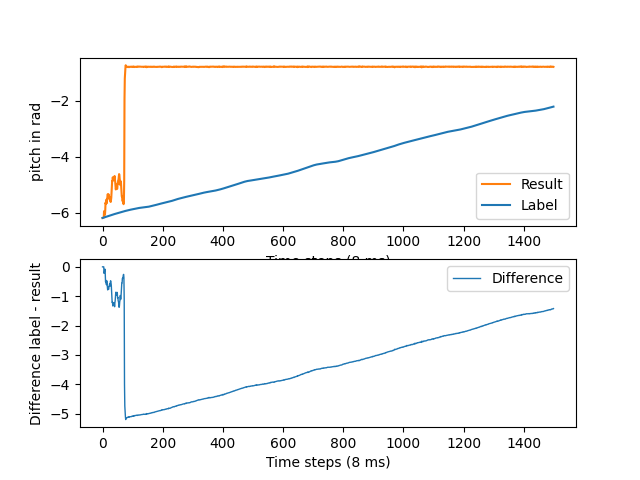 pitch in rad
−2
−4
−6
Result
Label
0 200 400 600 800 1000 1200 1400
Time steps (8 ms)
Difference label - result
0
−1
−2
−3
−4
−5
Difference
0 200 400 600 800 1000 1200 1400
Time steps (8 ms)